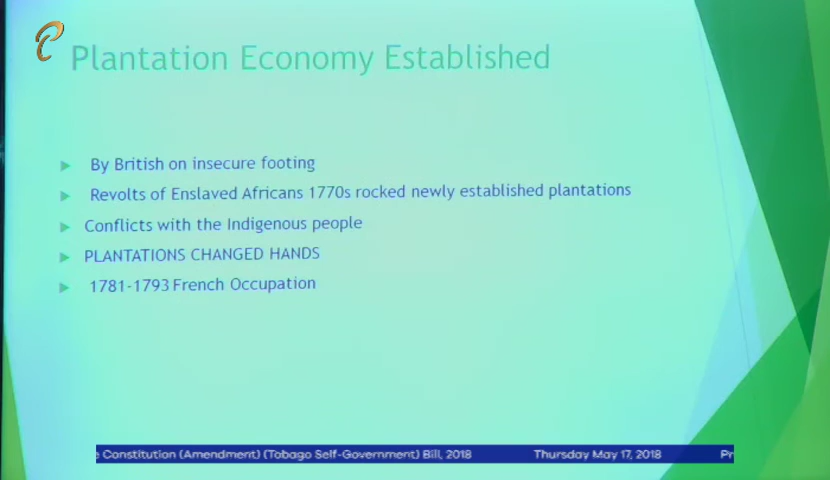 Plantation Economy Established
By British on insecure footing
Revolts of Enslaved Africans 1770s rocked newly established plantations
Conflicts with the Indigenous people
PLANTATIONS CHANGED HANDS
1781-1793 French Occupation
Constitution (Amendment) (Tobago Self-Government) Bill, 2018 Thursday May 17, 2018